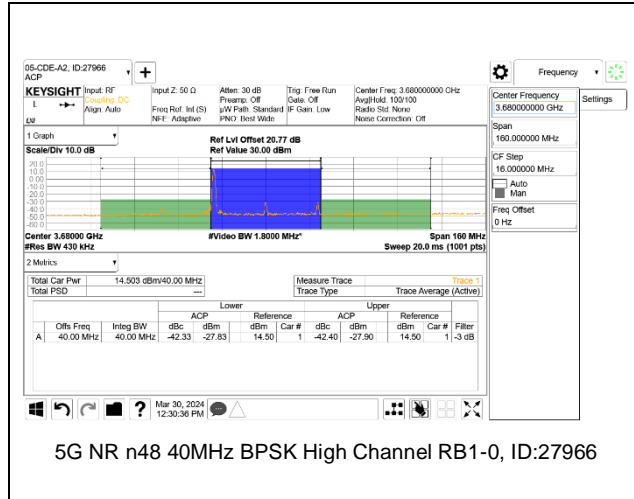 05-CDE-A2, ID:27966
ACP
Frequency
KEYSIGHT Input: RF Input Z: 50 Ω Atten: 30 dB Trig: Free Run Center Freq: 3.680000000 GHz
L Coupling: DC Preamp: Off Gate: Off Avg|Hold: 100/100
Align: Auto Freq Ref: Int (S) µW Path: Standard IF Gain: Low Radio Std: None
NFE: Adaptive PNO: Best Wide Noise Correction: Off
Center Frequency
3.680000000 GHz
Settings
Span
160.000000 MHz
CF Step
16.000000 MHz
Auto
Man
Freq Offset
0 Hz
1 Graph
Ref Lvl Offset 20.77 dB
Scale/Div 10.0 dB Ref Value 30.00 dBm
20.0
10.0
0.00
-10.0
-20.0
-30.0
-40.0
-50.0
-60.0
Center 3.68000 GHz #Video BW 1.8000 MHz* Span 160 MHz
#Res BW 430 kHz Sweep 20.0 ms (1001 pts)
2 Metrics
Total Car Pwr 14.503 dBm/40.00 MHz Measure Trace Trace 1
Total PSD --- Trace Type Trace Average (Active)
Lower Upper
ACP Reference ACP Reference
Offs Freq Integ BW dBc dBm dBm Car # dBc dBm dBm Car # Filter
A 40.00 MHz 40.00 MHz -42.33 -27.83 14.50 1 -42.40 -27.90 14.50 1 -3 dB
Mar 30, 2024
12:30:36 PM
5G NR n48 40MHz BPSK High Channel RB1-0, ID:27966